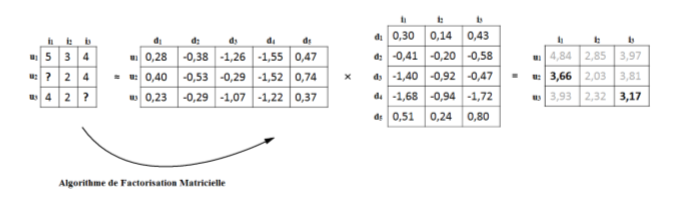 i₁ i₂ i₃
u₁ 5 3 4
u₂ ? 2 4
u₃ 4 2 ?
=
d₁ d₂ d₃ d₄ d₅
u₁ 0,28 -0,38 -1,26 -1,55 0,47
u₂ 0,40 -0,53 -0,29 -1,52 0,74
u₃ 0,23 -0,29 -1,07 -1,22 0,37
×
i₁ i₂ i₃
d₁ 0,30 0,14 0,43
d₂ -0,41 -0,20 -0,58
d₃ -1,40 -0,92 -0,47
d₄ -1,68 -0,94 -1,72
d₅ 0,51 0,24 0,80
=
i₁ i₂ i₃
u₁ 4,84 2,85 3,97
u₂ 3,66 2,03 3,81
u₃ 3,93 2,32 3,17
Algorithme de Factorisation Matricielle